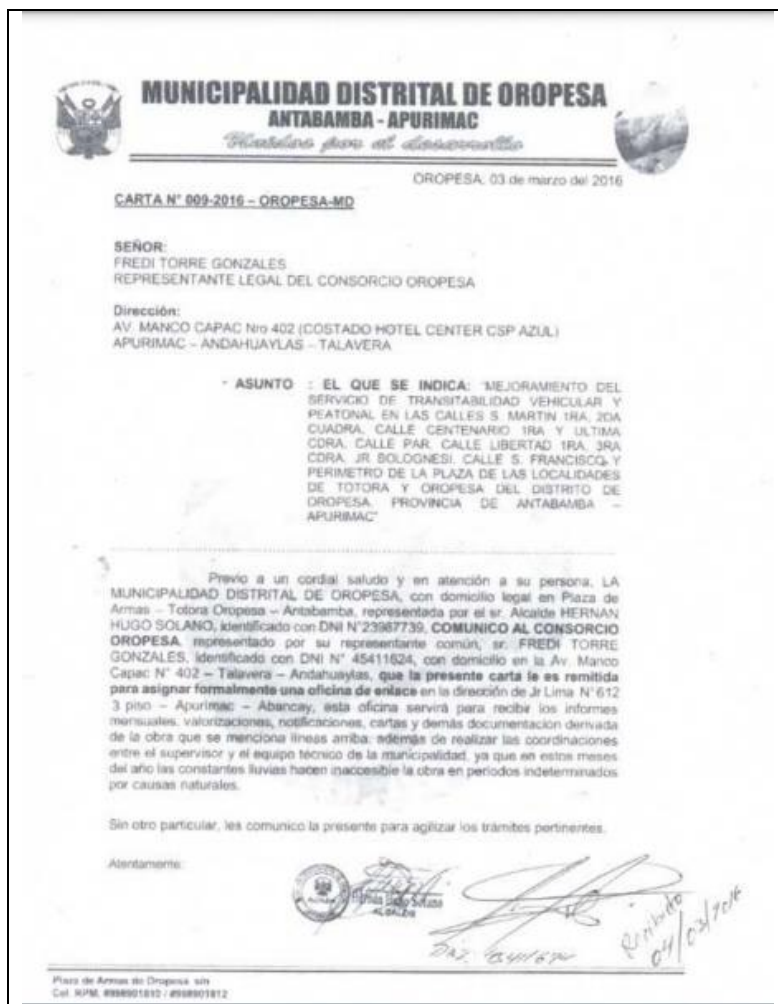 MUNICIPALIDAD DISTRITAL DE OROPESA
ANTABAMBA - APURIMAC
Unidos por el desarrollo
OROPESA, 03 de marzo del 2016
CARTA N° 009-2016 – OROPESA-MD
SEÑOR:
FREDI TORRE GONZALES
REPRESENTANTE LEGAL DEL CONSORCIO OROPESA
Dirección:
AV. MANCO CAPAC Nro 402 (COSTADO HOTEL CENTER CSP AZUL)
APURIMAC – ANDAHUAYLAS – TALAVERA
ASUNTO : EL QUE SE INDICA: "MEJORAMIENTO DEL
SERVICIO DE TRANSITABILIDAD VEHICULAR Y
PEATONAL EN LAS CALLES S. MARTIN 1RA, 2DA
CUADRA, CALLE CENTENARIO 1RA Y ULTIMA
CDRA, CALLE PAR, CALLE LIBERTAD 1RA, 3RA
CDRA, JR BOLOGNESI, CALLE S. FRANCISCO, Y
PERIMETRO DE LA PLAZA DE LAS LOCALIDADES
DE TOTORA Y OROPESA DEL DISTRITO DE
OROPESA, PROVINCIA DE ANTABAMBA –
APURIMAC"
Previo a un cordial saludo y en atención a su persona, LA
MUNICIPALIDAD DISTRITAL DE OROPESA, con domicilio legal en Plaza de
Armas – Totora Oropesa – Antabamba, representada por el sr. Alcalde HERNAN
HUGO SOLANO, identificado con DNI N°23987739, COMUNICO AL CONSORCIO
OROPESA, representado por su representante común, sr. FREDI TORRE
GONZALES, identificado con DNI N° 45411624, con domicilio en la Av. Manco
Capac N° 402 – Talavera – Andahuaylas, que la presente carta le es remitida
para asignar formalmente una oficina de enlace en la dirección de Jr Lima N° 612
3 piso – Apurimac – Abancay, esta oficina servirá para recibir los informes
mensuales, valorizaciones, notificaciones, cartas y demás documentación derivada
de la obra que se menciona líneas arriba, además de realizar las coordinaciones
entre el supervisor y el equipo técnico de la municipalidad, ya que en estos meses
del año las constantes lluvias hacen inaccesible la obra en periodos indeterminados
por causas naturales.
Sin otro particular, les comunico la presente para agilizar los trámites pertinentes.
Atentamente:
Hernán Hugo Solano
ALCALDE
Recibido
04/03/2016
Plaza de Armas de Oropesa s/n
Cel. RPM. #998901810 / #998901812